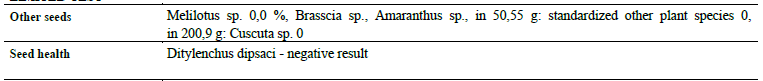 Other seeds Melilotus sp. 0,0 %, Brasscia sp., Amaranthus sp., in 50,55 g: standardized other plant species 0,
in 200,9 g: Cuscuta sp. 0
Seed health Ditylenchus dipsaci - negative result